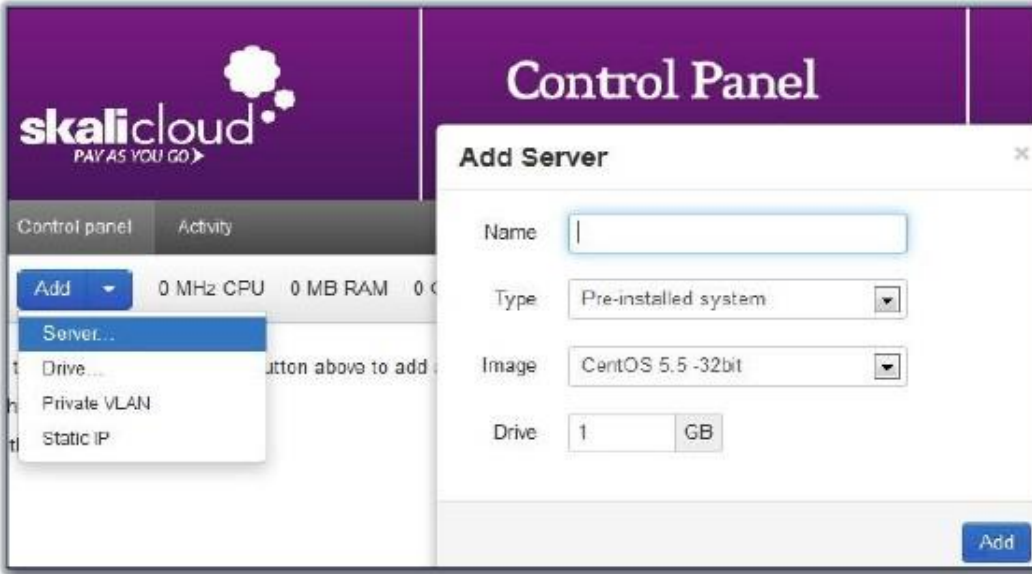 skalicloud
PAY AS YOU GO
Control Panel
Control panel Activity
Add 0 MHz CPU 0 MB RAM 0
Server...
Drive...
Private VLAN
Static IP
utton above to add
Add Server
×
Name
Type Pre-installed system
Image CentOS 5.5 -32bit
Drive 1 GB
Add